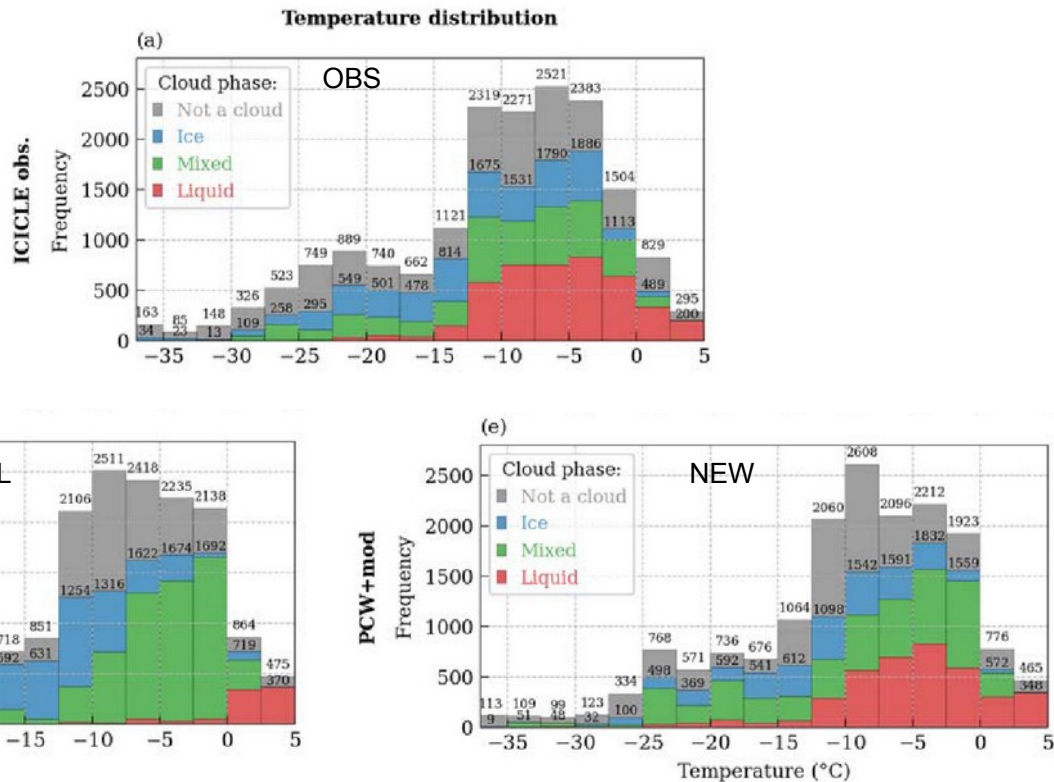 Temperature distribution
(a)
OBS
ICICLE obs.
Frequency
Cloud phase:
Not a cloud
Ice
Mixed
Liquid
2500
2000
1500
1000
500
0
163 85 148 326 523 749 889 740 662 1121 2319 2271 2521 2383 1504 829 295
34 23 13 109 258 295 549 501 478 814 1675 1531 1790 1886 1113 489 200
−35 −30 −25 −20 −15 −10 −5 0 5
L
718 851 2106 2511 2418 2235 2138 864 475
592 631 1254 1316 1622 1674 1692 719 370
−15 −10 −5 0 5
(e)
NEW
PCW+mod
Frequency
Cloud phase:
Not a cloud
Ice
Mixed
Liquid
2500
2000
1500
1000
500
0
113 109 99 123 334 768 571 736 676 1064 2060 2608 2096 2212 1923 776 465
9 51 48 32 100 498 369 592 541 612 1098 1542 1591 1832 1559 572 348
−35 −30 −25 −20 −15 −10 −5 0 5
Temperature (°C)